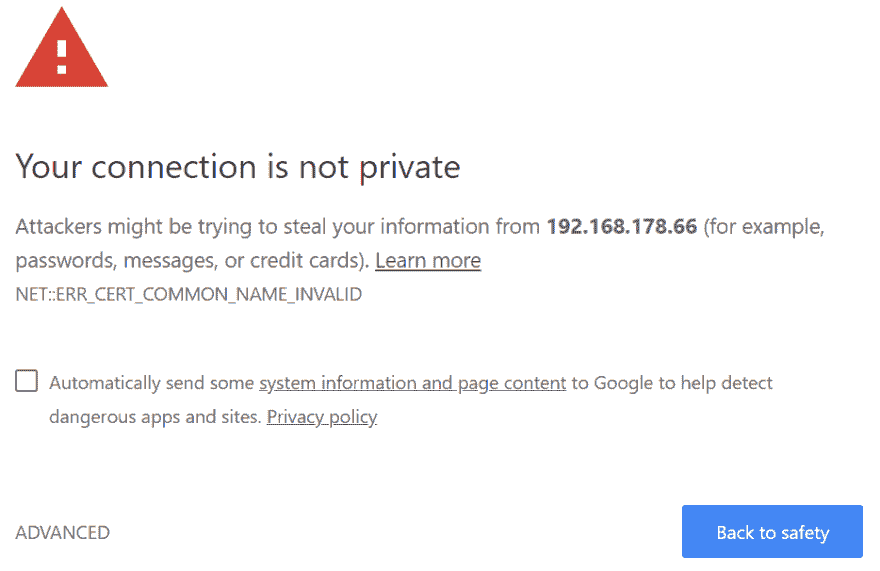 Your connection is not private
Attackers might be trying to steal your information from 192.168.178.66 (for example,
passwords, messages, or credit cards). Learn more
NET::ERR_CERT_COMMON_NAME_INVALID
Automatically send some system information and page content to Google to help detect
dangerous apps and sites. Privacy policy
ADVANCED
Back to safety